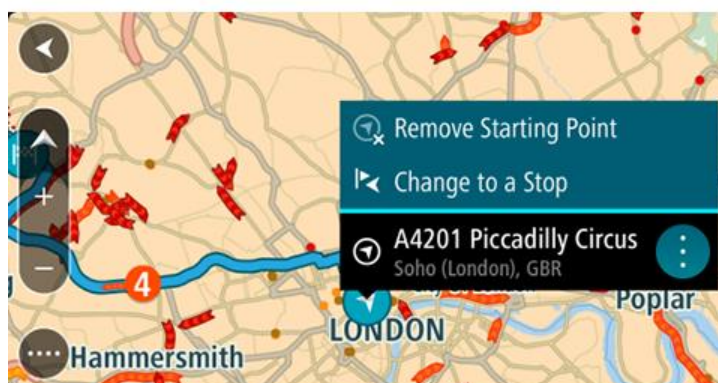 Remove Starting Point
Change to a Stop
A4201 Piccadilly Circus
Soho (London), GBR
4
Poplar
LONDON
Hammersmith